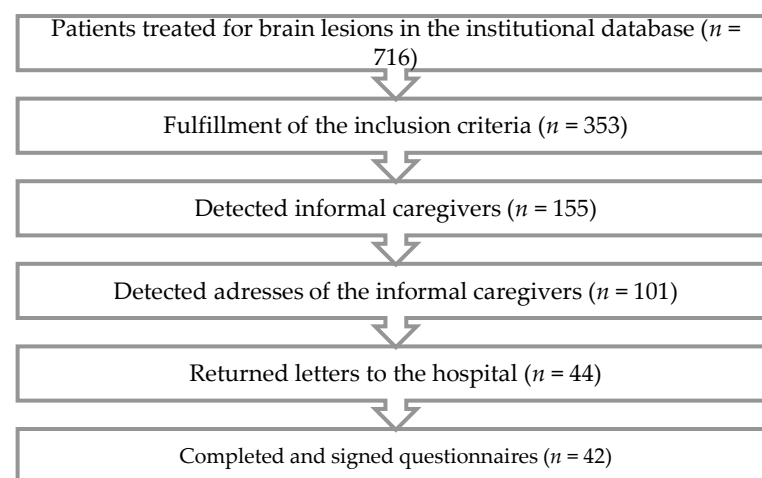 Patients treated for brain lesions in the institutional database (n =
716)
Fulfillment of the inclusion criteria (n = 353)
Detected informal caregivers (n = 155)
Detected adresses of the informal caregivers (n = 101)
Returned letters to the hospital (n = 44)
Completed and signed questionnaires (n = 42)